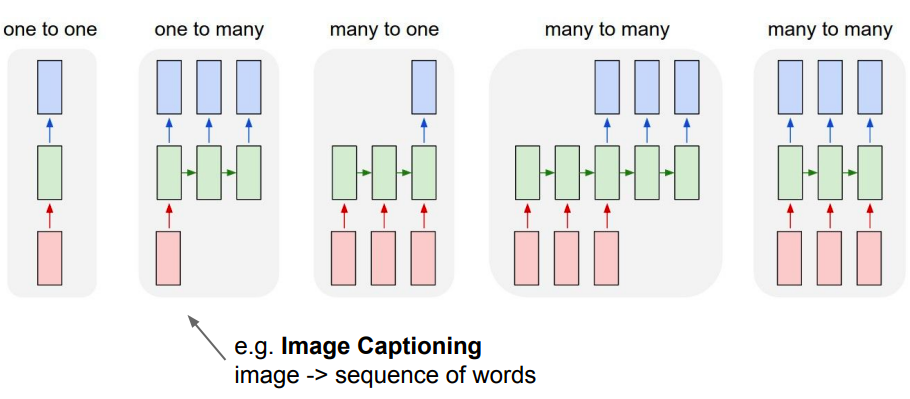 one to one
one to many
many to one
many to many
many to many
e.g. Image Captioning
image -> sequence of words